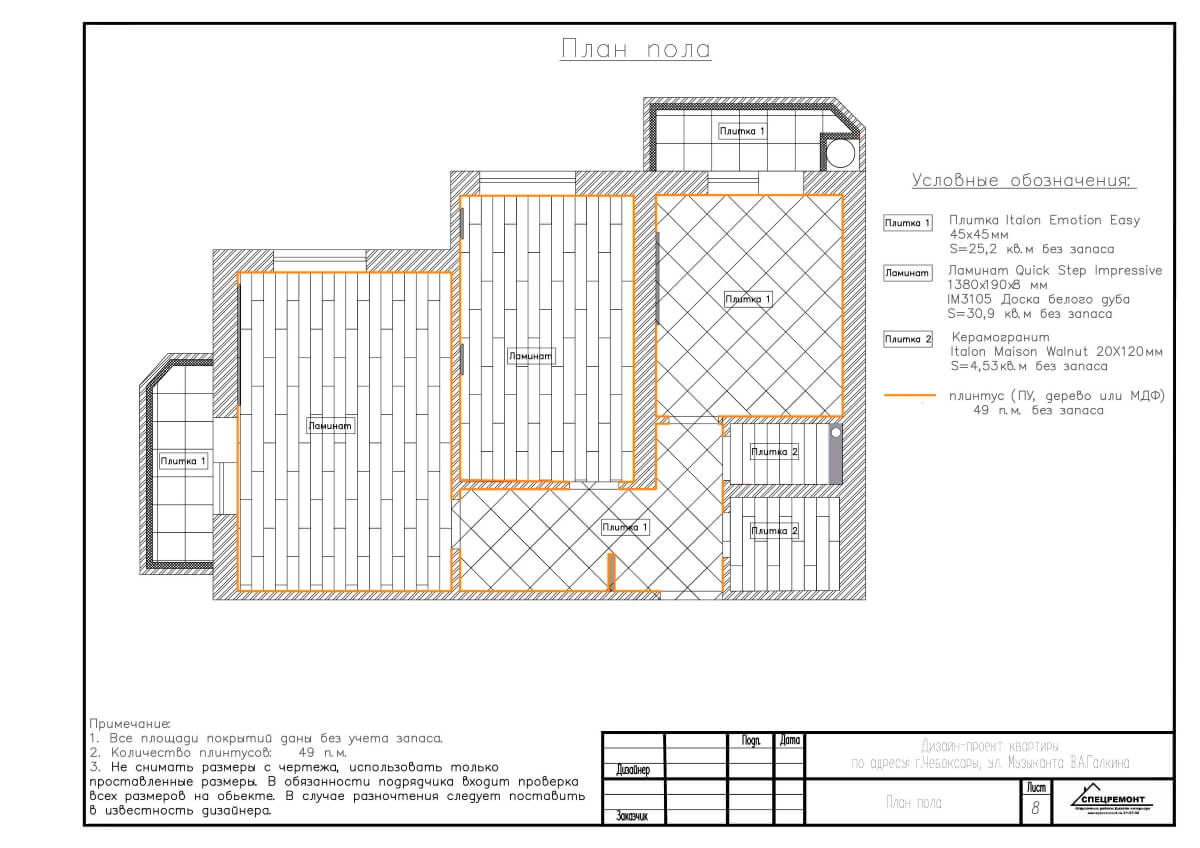 План пола
Плитка 1
Плитка 1
Ламинат
Ламинат
Плитка 1
Плитка 1
Плитка 2
Плитка 2
Условные обозначения:
Плитка 1
Плитка Italon Emotion Easy
45х45мм
S=25,2 кв.м без запаса
Ламинат
Ламинат Quick Step Impressive
1380х190х8 мм
IM3105 Доска белого дуба
S=30,9 кв.м без запаса
Плитка 2
Керамогранит
Italon Maison Walnut 20Х120мм
S=4,53кв.м без запаса
плинтус (ПУ, дерево или МДФ)
49 п.м. без запаса
Примечание:
1. Все площади покрытий даны без учета запаса.
2. Количество плинтусов: 49 п.м.
3. Не снимать размеры с чертежа, использовать только
проставленные размеры. В обязанности подрядчика входит проверка
всех размеров на обьекте. В случае разночтения следует поставить
в известность дизайнера.
Подп.
Дата
Дизайнер
Заказчик
Дизайн-проект квартиры
по адресу: г.Чебоксары, ул. Музыканта В.А.Галкина
План пола
Лист
8
СПЕЦРЕМОНТ